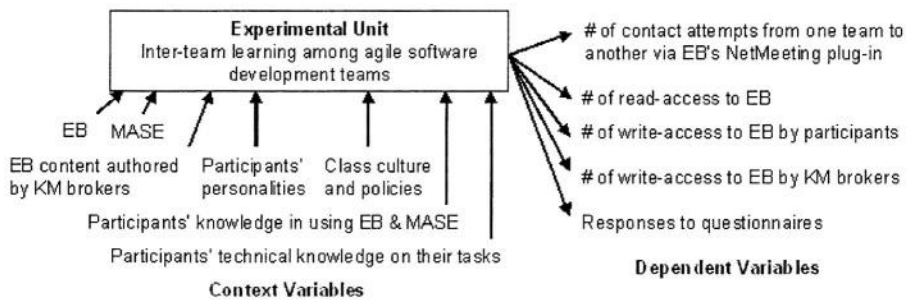 Experimental Unit
Inter-team learning among agile software
development teams
EB
MASE
EB content authored
by KM brokers
Participants'
personalities
Class culture
and policies
Participants' knowledge in using EB & MASE
Participants' technical knowledge on their tasks
Context Variables
# of contact attempts from one team to
another via EB's NetMeeting plug-in
# of read-access to EB
# of write-access to EB by participants
# of write-access to EB by KM brokers
Responses to questionnaires
Dependent Variables